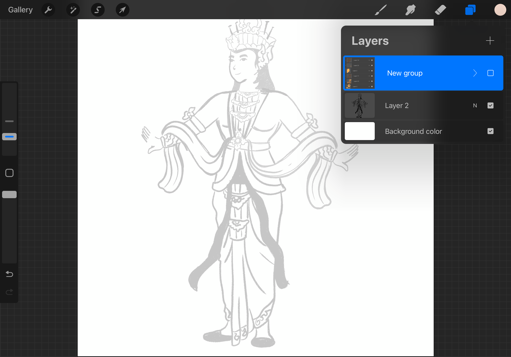 Gallery
Layers
New group
Layer 2
N
Background color